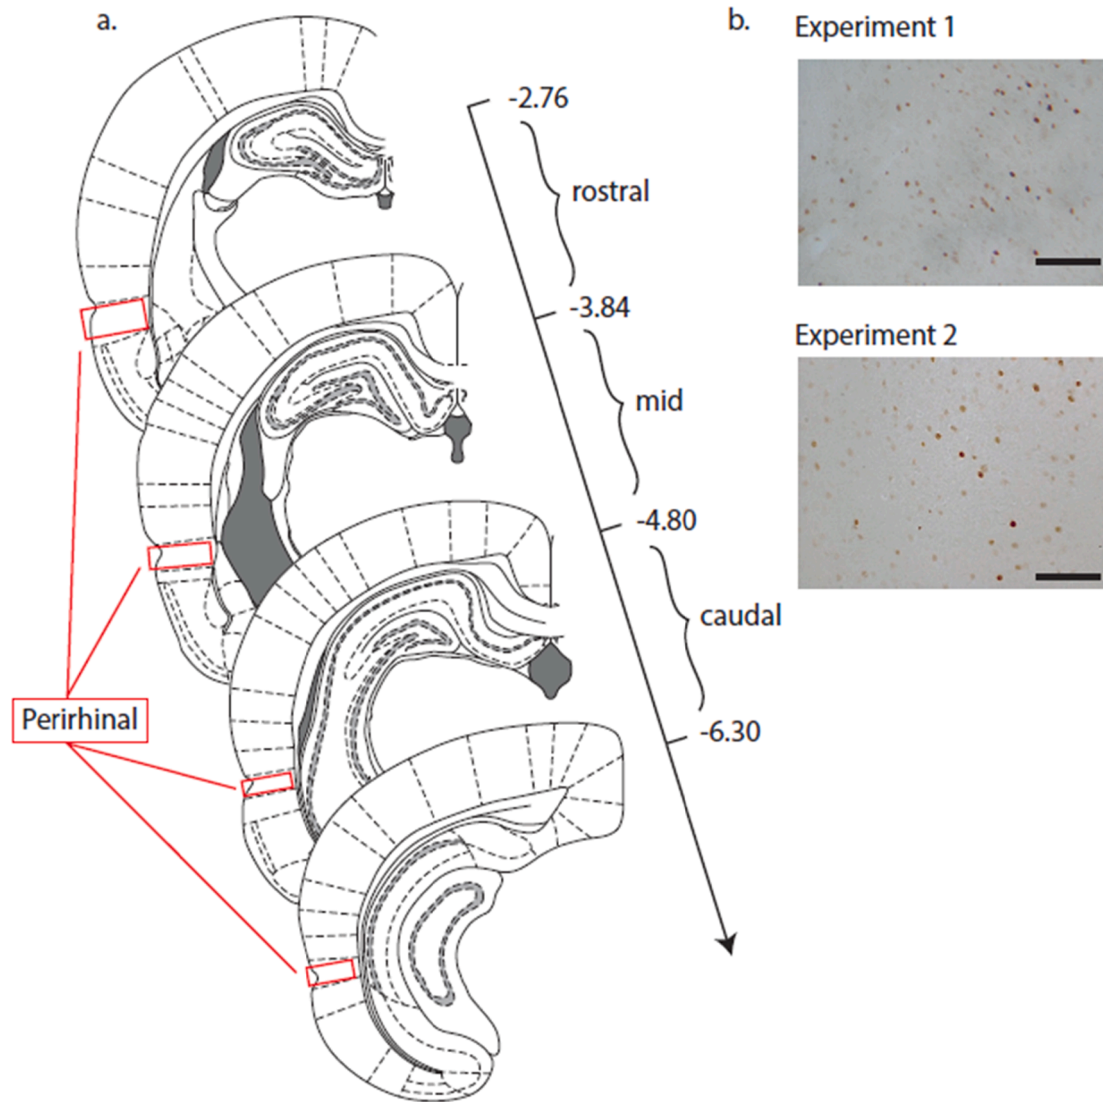 a.
-2.76
rostral
-3.84
mid
-4.80
caudal
-6.30
Perirhinal
b.
Experiment 1
Experiment 2